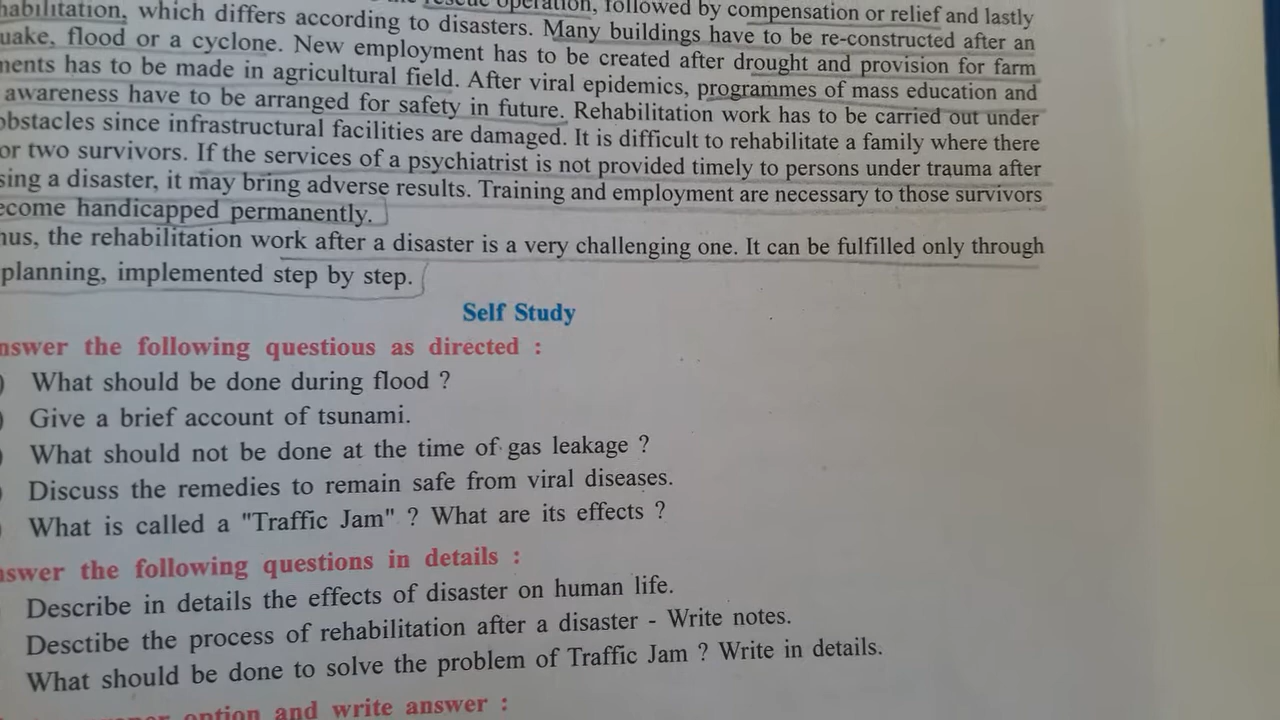 rescue operation, followed by compensation or relief and lastly
habilitation, which differs according to disasters. Many buildings have to be re-constructed after an
uake, flood or a cyclone. New employment has to be created after drought and provision for farm
ments has to be made in agricultural field. After viral epidemics, programmes of mass education and
awareness have to be arranged for safety in future. Rehabilitation work has to be carried out under
obstacles since infrastructural facilities are damaged. It is difficult to rehabilitate a family where there
or two survivors. If the services of a psychiatrist is not provided timely to persons under trauma after
sing a disaster, it may bring adverse results. Training and employment are necessary to those survivors
ecome handicapped permanently.
hus, the rehabilitation work after a disaster is a very challenging one. It can be fulfilled only through
planning, implemented step by step.
Self Study
nswer the following questious as directed :
) What should be done during flood ?
) Give a brief account of tsunami.
) What should not be done at the time of gas leakage ?
) Discuss the remedies to remain safe from viral diseases.
) What is called a "Traffic Jam" ? What are its effects ?
nswer the following questions in details :
Describe in details the effects of disaster on human life.
Desctibe the process of rehabilitation after a disaster - Write notes.
What should be done to solve the problem of Traffic Jam ? Write in details.
option and write answer :